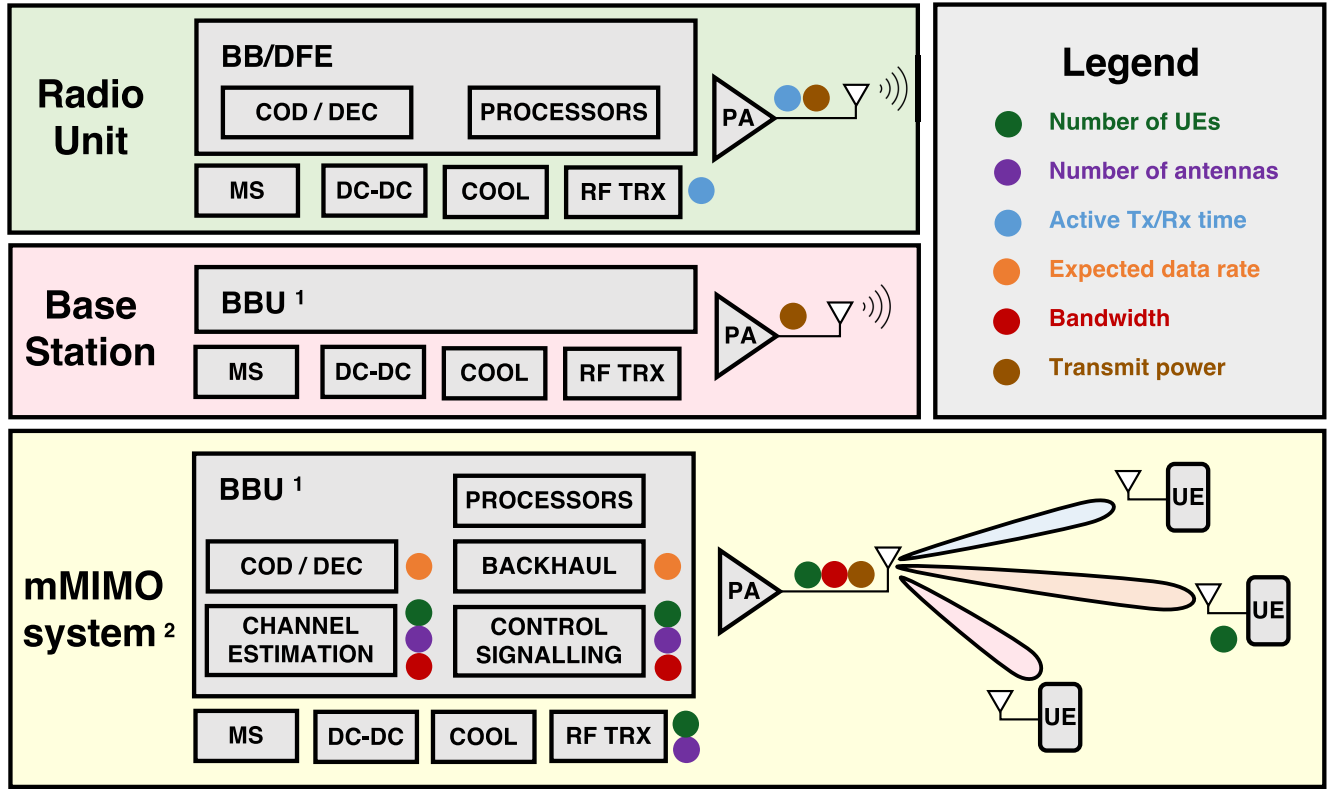 Radio
Unit
BB/DFE
COD / DEC
PROCESSORS
MS
DC-DC
COOL
RF TRX
PA
Legend
Number of UEs
Number of antennas
Active Tx/Rx time
Expected data rate
Bandwidth
Transmit power
Base
Station
BBU 1
MS
DC-DC
COOL
RF TRX
PA
mMIMO
system 2
BBU 1
PROCESSORS
COD / DEC
BACKHAUL
CHANNEL
ESTIMATION
CONTROL
SIGNALLING
MS
DC-DC
COOL
RF TRX
PA
UE
UE
UE